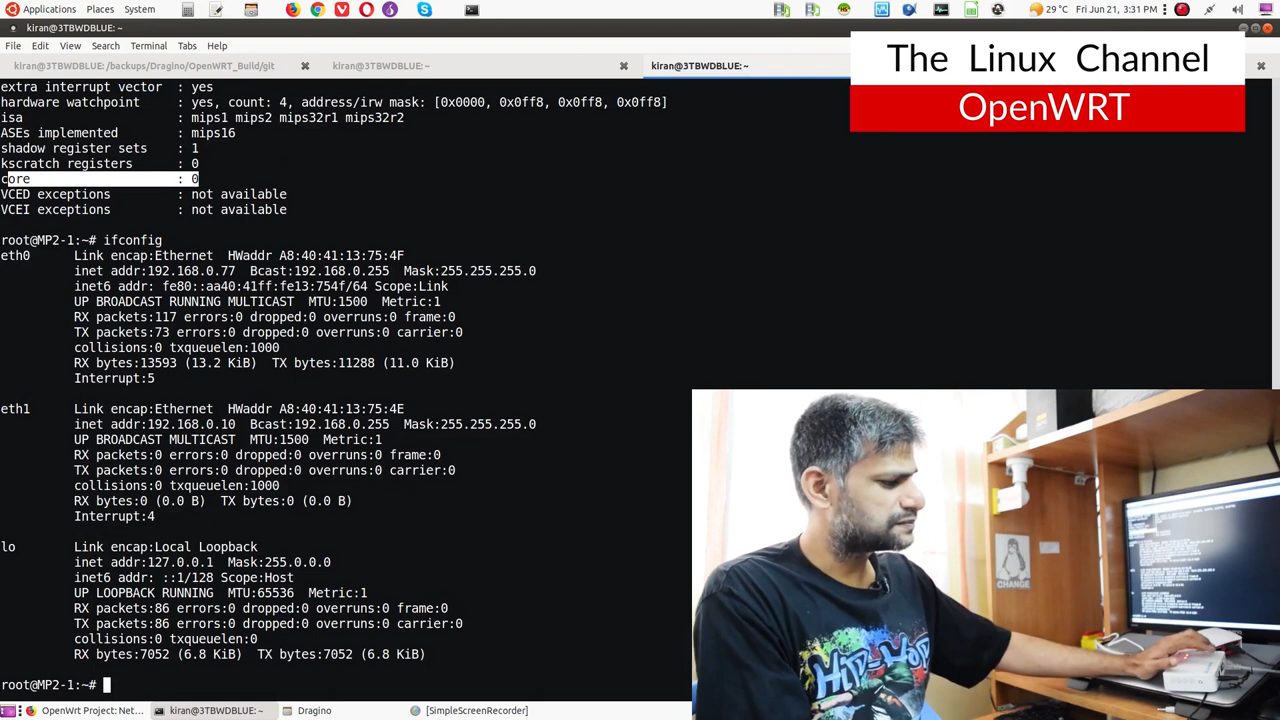 Applications Places System 29 °C Fri Jun 21, 3:31 PM
kiran@3TBWDBLUE: ~
File Edit View Search Terminal Tabs Help
kiran@3TBWDBLUE: /backups/Dragino/OpenWRT_Build/git kiran@3TBWDBLUE: ~ kiran@3TBWDBLUE: ~
The Linux Channel
OpenWRT
extra interrupt vector : yes
hardware watchpoint : yes, count: 4, address/irw mask: [0x0000, 0x0ff8, 0x0ff8, 0x0ff8]
isa : mips1 mips2 mips32r1 mips32r2
ASEs implemented : mips16
shadow register sets : 1
kscratch registers : 0
core : 0
VCED exceptions : not available
VCEI exceptions : not available
root@MP2-1:~# ifconfig
eth0 Link encap:Ethernet HWaddr A8:40:41:13:75:4F
inet addr:192.168.0.77 Bcast:192.168.0.255 Mask:255.255.255.0
inet6 addr: fe80::aa40:41ff:fe13:754f/64 Scope:Link
UP BROADCAST RUNNING MULTICAST MTU:1500 Metric:1
RX packets:117 errors:0 dropped:0 overruns:0 frame:0
TX packets:73 errors:0 dropped:0 overruns:0 carrier:0
collisions:0 txqueuelen:1000
RX bytes:13593 (13.2 KiB) TX bytes:11288 (11.0 KiB)
Interrupt:5
eth1 Link encap:Ethernet HWaddr A8:40:41:13:75:4E
inet addr:192.168.0.10 Bcast:192.168.0.255 Mask:255.255.255.0
UP BROADCAST MULTICAST MTU:1500 Metric:1
RX packets:0 errors:0 dropped:0 overruns:0 frame:0
TX packets:0 errors:0 dropped:0 overruns:0 carrier:0
collisions:0 txqueuelen:1000
RX bytes:0 (0.0 B) TX bytes:0 (0.0 B)
Interrupt:4
lo Link encap:Local Loopback
inet addr:127.0.0.1 Mask:255.0.0.0
inet6 addr: ::1/128 Scope:Host
UP LOOPBACK RUNNING MTU:65536 Metric:1
RX packets:86 errors:0 dropped:0 overruns:0 frame:0
TX packets:86 errors:0 dropped:0 overruns:0 carrier:0
collisions:0 txqueuelen:0
RX bytes:7052 (6.8 KiB) TX bytes:7052 (6.8 KiB)
root@MP2-1:~#
CHANGE
HIP-HOP
OpenWrt Project: Net... kiran@3TBWDBLUE: ~ Dragino [SimpleScreenRecorder]